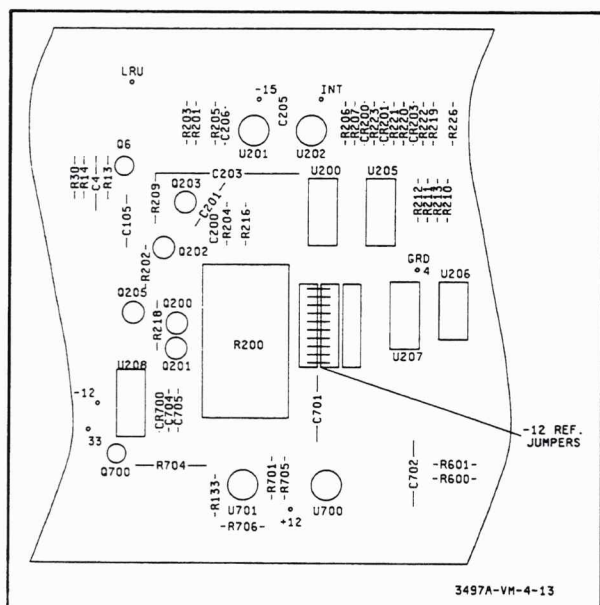 LRU
-15
INT
-R203-
-R201-
-R205-
C206-
C205
-R206-
-R207-
CR200
-R223-
CR201-
-R221-
-R220-
CR203-
-R222-
-R219-
-R226-
U201
U202
Q6
-R30-
-R14-
C4
-R13-
C203
U200
U205
R209
Q203
C201
C200
-R204-
-R216-
C105
-R212-
-R211-
-R213-
-R210-
Q202
-R202-
GRD
4
U206
Q205
Q200
-R218-
R200
Q201
U207
U208
-12
33
CR700
-C704-
-C705-
C701
-12 REF.
JUMPERS
Q700
R704
-R133-
-R701-
-R705-
C702
-R601-
-R600-
U701
U700
-R706-
+12
3497A-VM-4-13